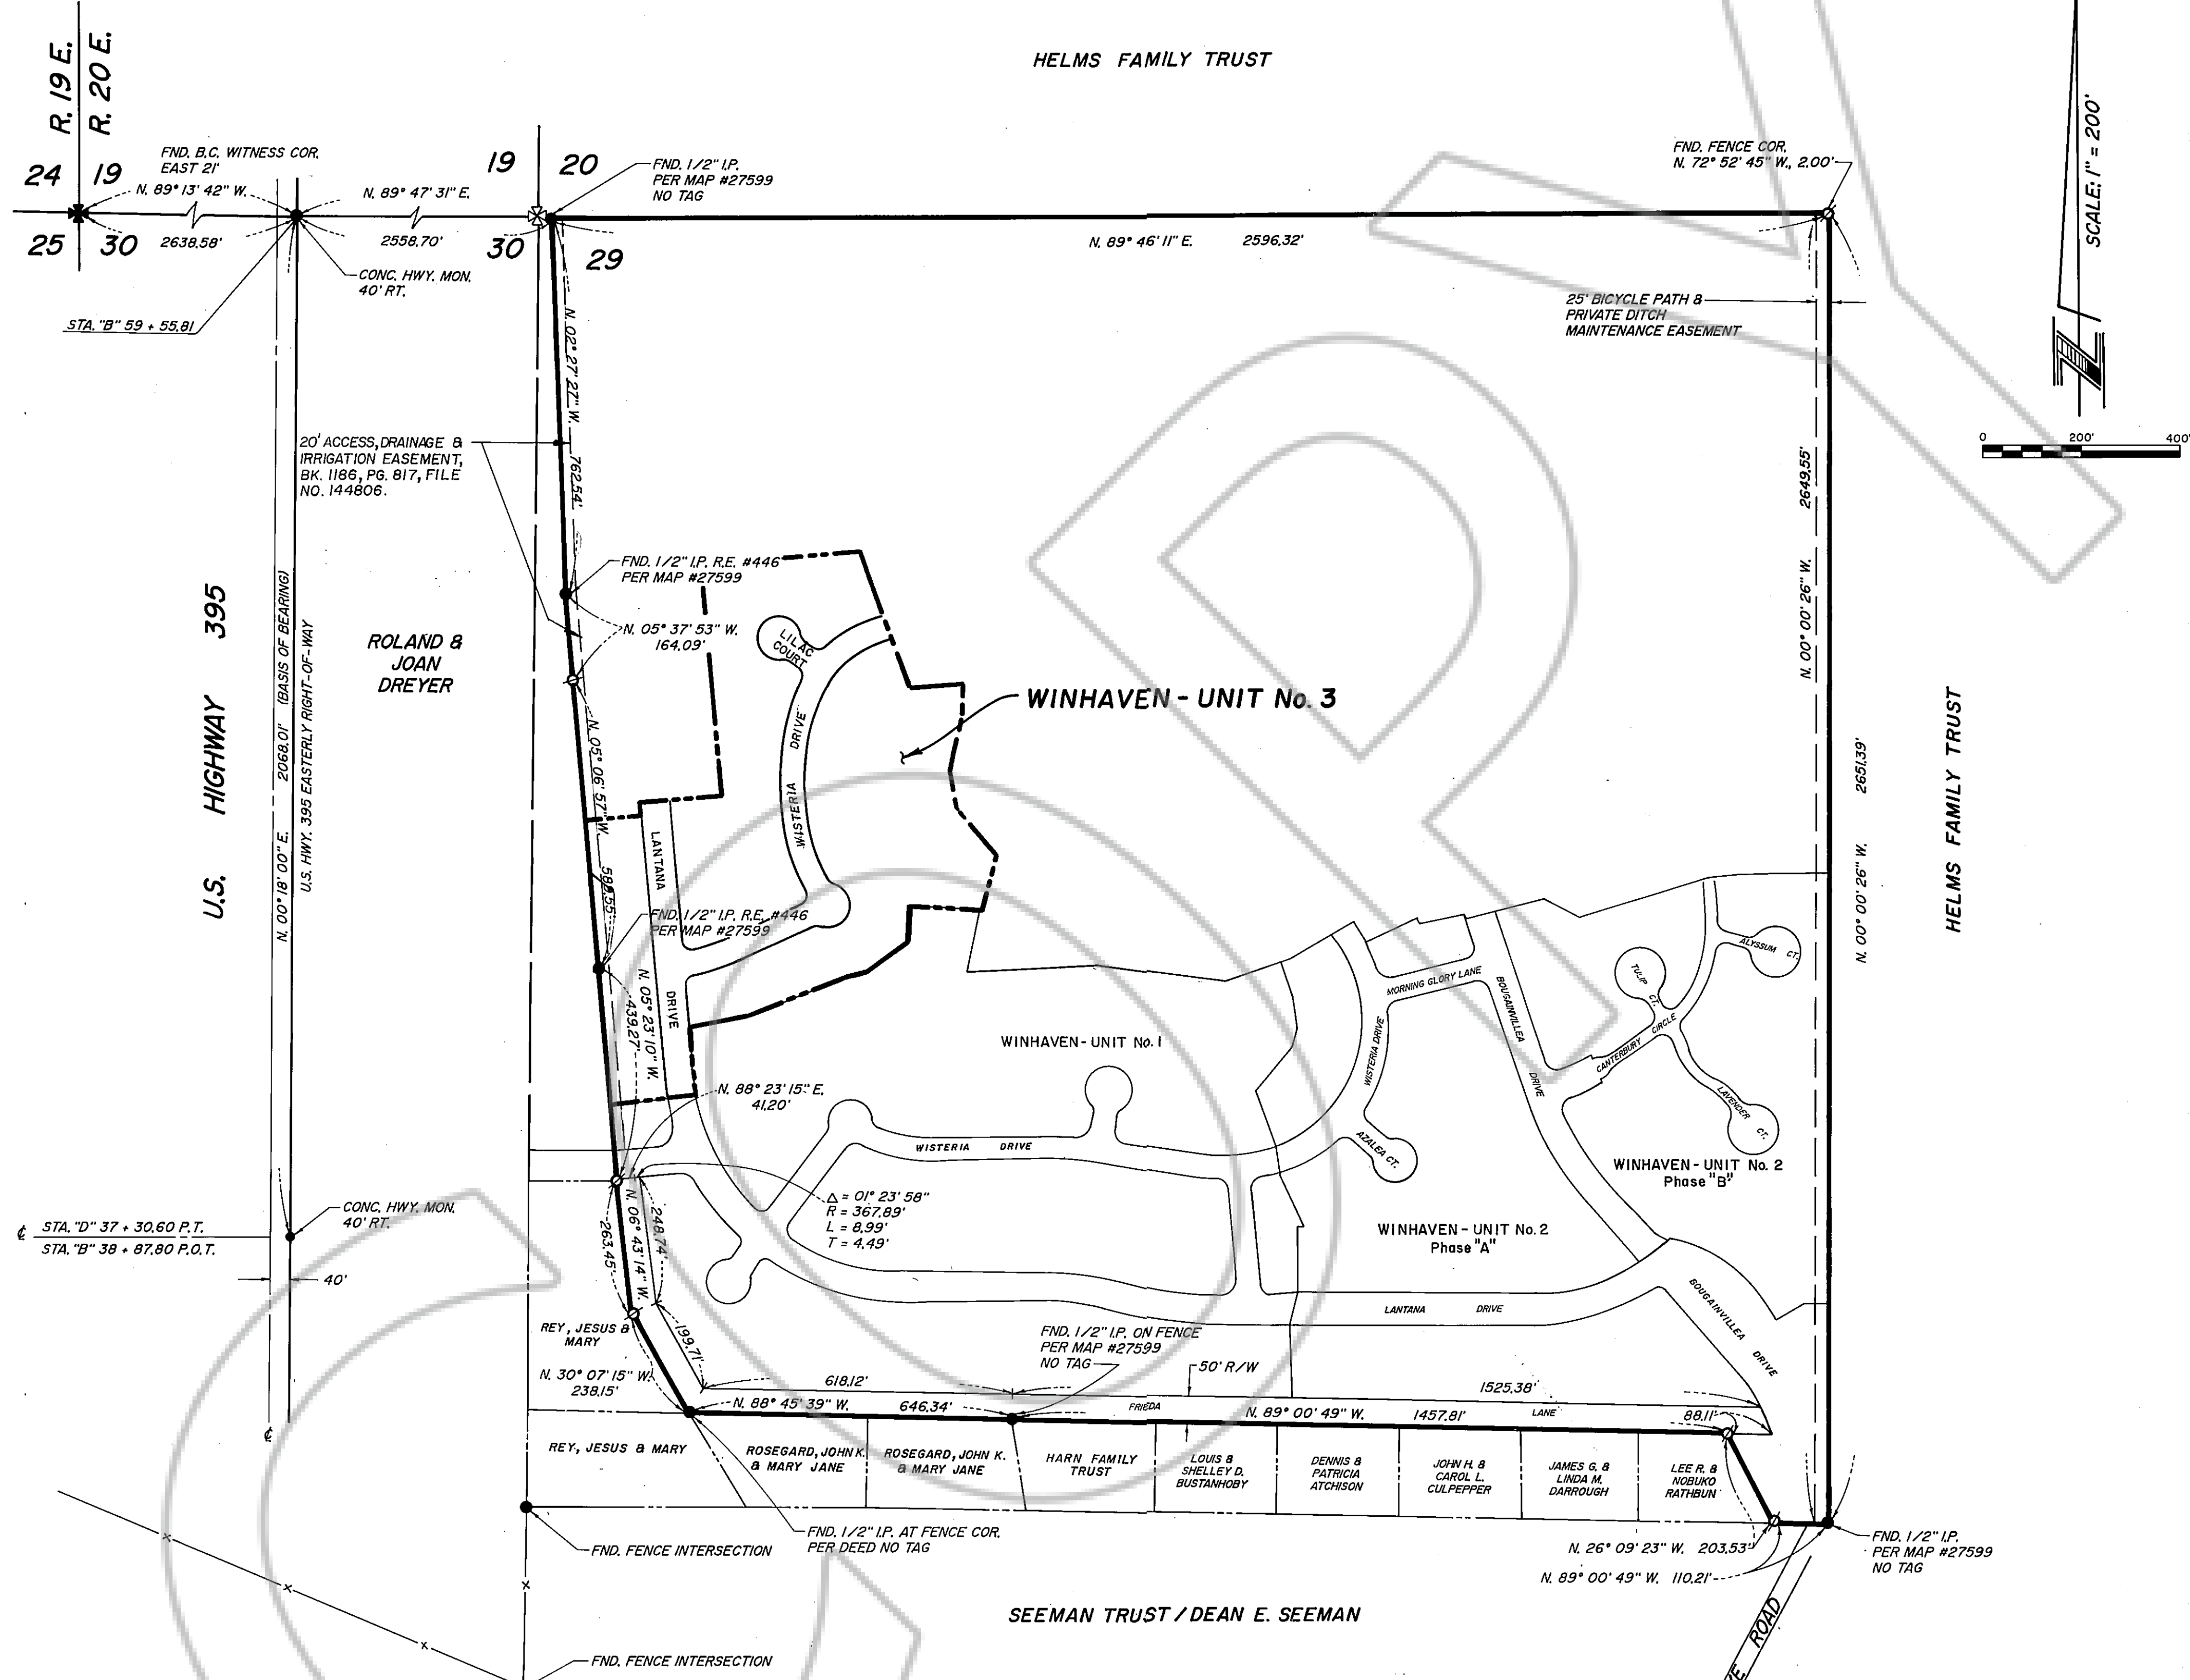 HELMS FAMILY TRUST
R. 19 E.
R. 20 E.
SCALE: 1" = 200'
0 200' 400'
24 19
25 30
19 20
30 29
FND. B.C. WITNESS COR.
EAST 21'
N. 89° 13' 42" W.
2638.58'
N. 89° 47' 31" E.
2558.70'
FND. 1/2" I.P.
PER MAP #27599
NO TAG
FND. FENCE COR.
N. 72° 52' 45" W., 2.00'
N. 89° 46' 11" E. 2596.32'
CONC. HWY. MON.
40' RT.
STA. "B" 59 + 55.81
25' BICYCLE PATH &
PRIVATE DITCH
MAINTENANCE EASEMENT
N. 02° 27' 27" W. 762.54'
20' ACCESS, DRAINAGE &
IRRIGATION EASEMENT,
BK. 1186, PG. 817, FILE
NO. 144806.
N. 00° 00' 26" W. 2649.55'
N. 00° 00' 26" W. 2651.39'
HELMS FAMILY TRUST
U.S. HIGHWAY 395
N. 00° 18' 00" E. 2068.01' (BASIS OF BEARING)
U.S. HWY. 395 EASTERLY RIGHT-OF-WAY
ROLAND &
JOAN
DREYER
FND. 1/2" I.P. R.E. #446
PER MAP #27599
N. 05° 37' 53" W.
164.09'
LILAC
COURT
WINHAVEN - UNIT No. 3
WISTERIA DRIVE
N. 05° 06' 57" W.
LANTANA DRIVE
FND. 1/2" I.P. R.E. #446
PER MAP #27599
N. 05° 23' 10" W.
439.27'
N. 88° 23' 15" E.
41.20'
WINHAVEN - UNIT No. 1
MORNING GLORY LANE
BOUGAINVILLEA DRIVE
WISTERIA DRIVE
TULIP CT.
ALYSSUM CT.
CANTERBURY CIRCLE
LAVENDER CT.
AZALEA CT.
WISTERIA DRIVE
WINHAVEN - UNIT No. 2
Phase "B"
WINHAVEN - UNIT No. 2
Phase "A"
Δ = 01° 23' 58"
R = 367.89'
L = 8.99'
T = 4.49'
CONC. HWY. MON.
40' RT.
℄ STA. "D" 37 + 30.60 P.T.
STA. "B" 38 + 87.80 P.O.T.
40'
℄
N. 06° 43' 14" W.
263.45'
248.74'
199.71'
LANTANA DRIVE
BOUGAINVILLEA DRIVE
REY, JESUS &
MARY
N. 30° 07' 15" W.
238.15'
FND. 1/2" I.P. ON FENCE
PER MAP #27599
NO TAG
50' R/W
618.12'
1525.38'
N. 88° 45' 39" W. 646.34'
FRIEDA LANE
N. 89° 00' 49" W. 1457.81'
88.11'
REY, JESUS & MARY
ROSEGARD, JOHN K.
& MARY JANE
ROSEGARD, JOHN K.
& MARY JANE
HARN FAMILY
TRUST
LOUIS &
SHELLEY D.
BUSTANHOBY
DENNIS &
PATRICIA
ATCHISON
JOHN H. &
CAROL L.
CULPEPPER
JAMES G. &
LINDA M.
DARROUGH
LEE R. &
NOBUKO
RATHBUN
FND. 1/2" I.P. AT FENCE COR.
PER DEED NO TAG
FND. FENCE INTERSECTION
N. 26° 09' 23" W. 203.53'
N. 89° 00' 49" W. 110.21'
FND. 1/2" I.P.
PER MAP #27599
NO TAG
SEEMAN TRUST / DEAN E. SEEMAN
ROAD
FND. FENCE INTERSECTION